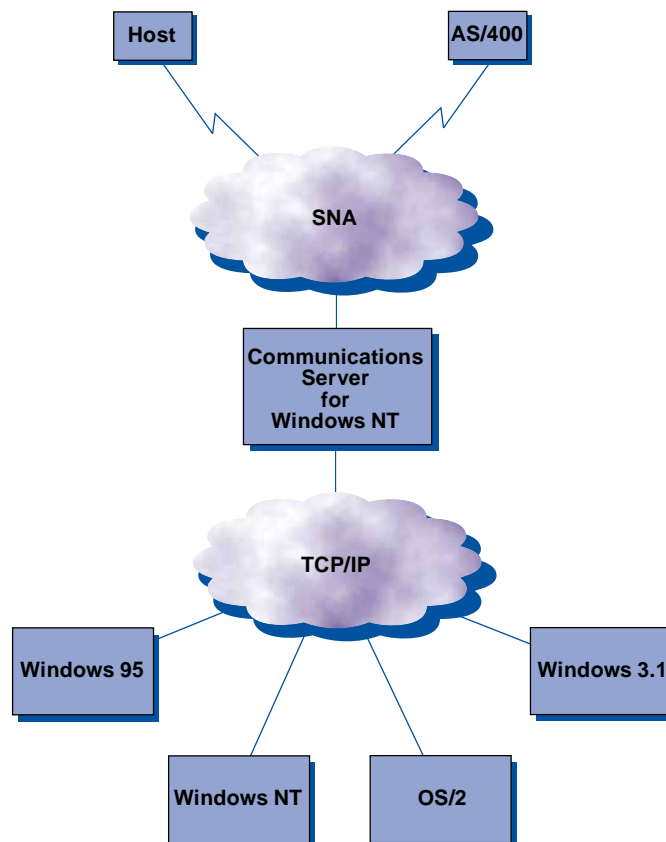 Host
AS/400
SNA
Communications
Server
for
Windows NT
TCP/IP
Windows 95
Windows 3.1
Windows NT
OS/2